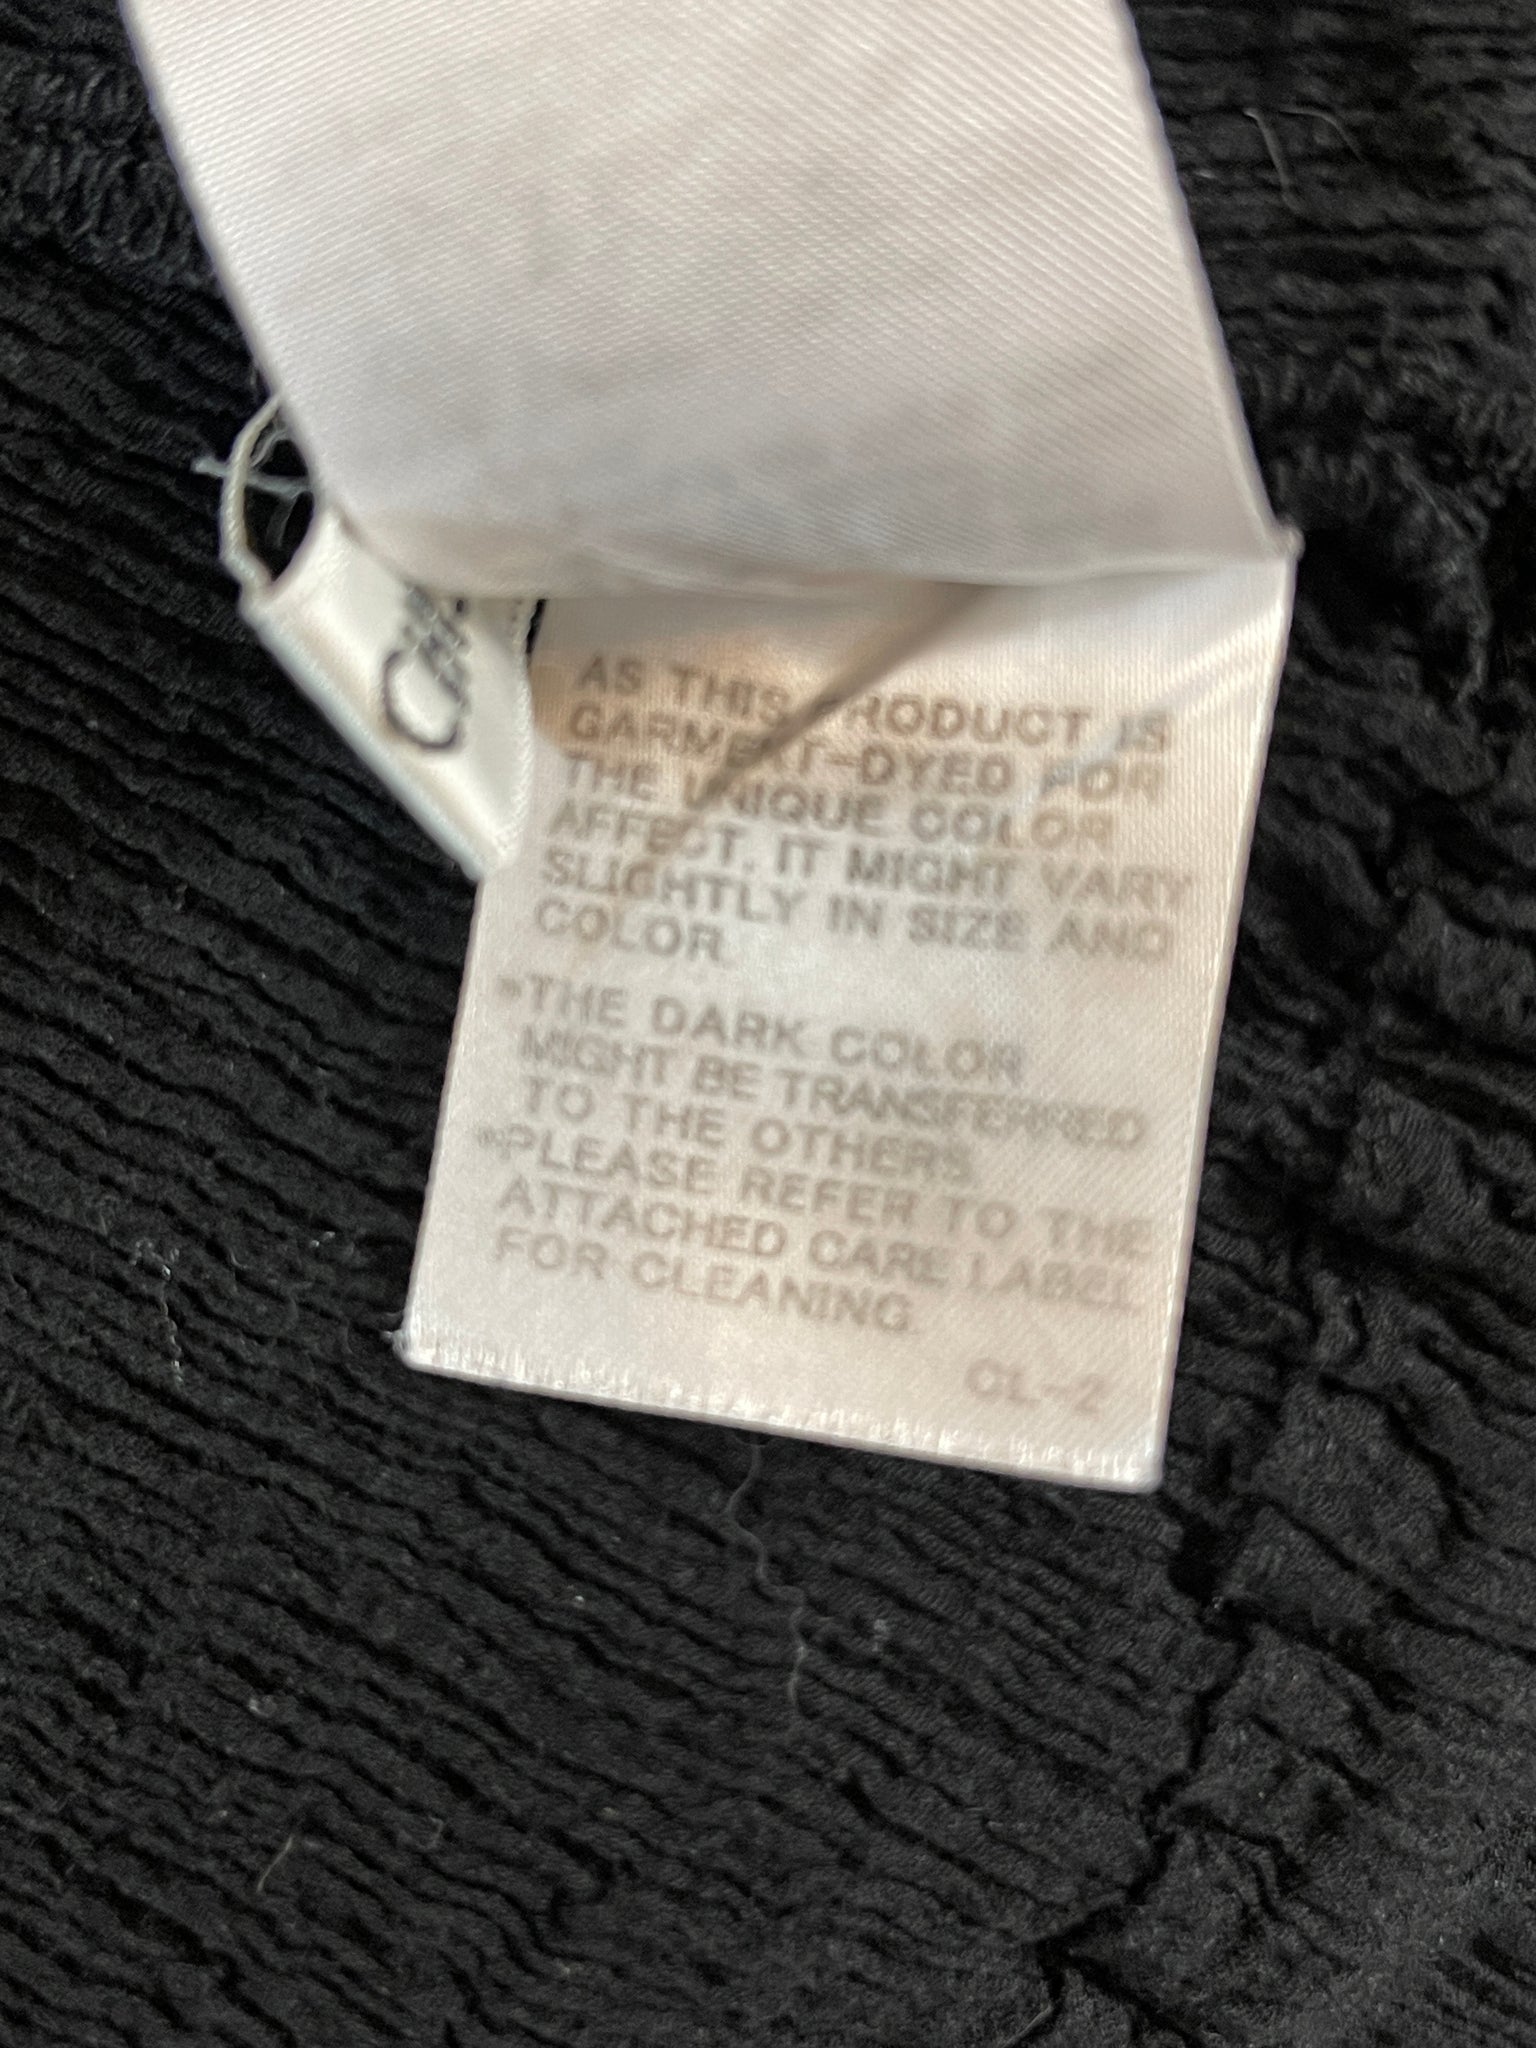 AS THIS PRODUCT IS
GARMENT-DYED FOR
THE UNIQUE COLOR
AFFECT, IT MIGHT VARY
SLIGHTLY IN SIZE AND
COLOR.
*THE DARK COLOR
MIGHT BE TRANSFERRED
TO THE OTHERS.
*PLEASE REFER TO THE
ATTACHED CARE LABEL
FOR CLEANING.
CL-2